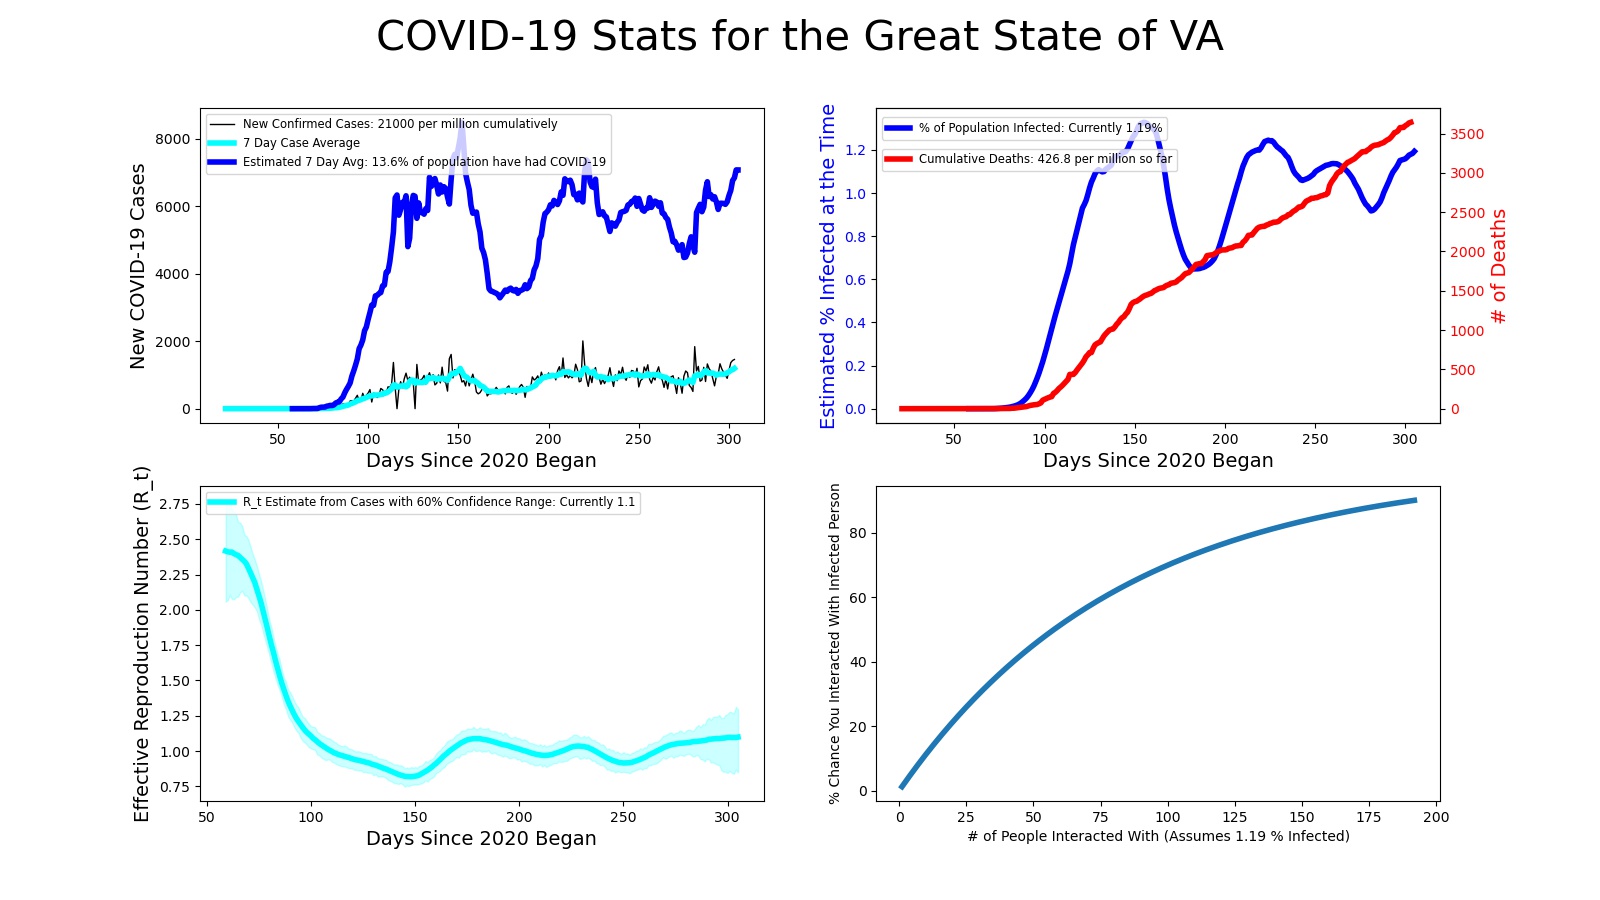 COVID-19 Stats for the Great State of VA
New COVID-19 Cases
8000
6000
4000
2000
0
New Confirmed Cases: 21000 per million cumulatively
7 Day Case Average
Estimated 7 Day Avg: 13.6% of population have had COVID-19
50 100 150 200 250 300
Days Since 2020 Began
Estimated % Infected at the Time
1.2
1.0
0.8
0.6
0.4
0.2
0.0
% of Population Infected: Currently 1.19%
Cumulative Deaths: 426.8 per million so far
3500
3000
2500
2000
1500
1000
500
0
# of Deaths
50 100 150 200 250 300
Days Since 2020 Began
Effective Reproduction Number (R_t)
2.75
2.50
2.25
2.00
1.75
1.50
1.25
1.00
0.75
R_t Estimate from Cases with 60% Confidence Range: Currently 1.1
50 100 150 200 250 300
Days Since 2020 Began
% Chance You Interacted With Infected Person
80
60
40
20
0
0 25 50 75 100 125 150 175 200
# of People Interacted With (Assumes 1.19 % Infected)